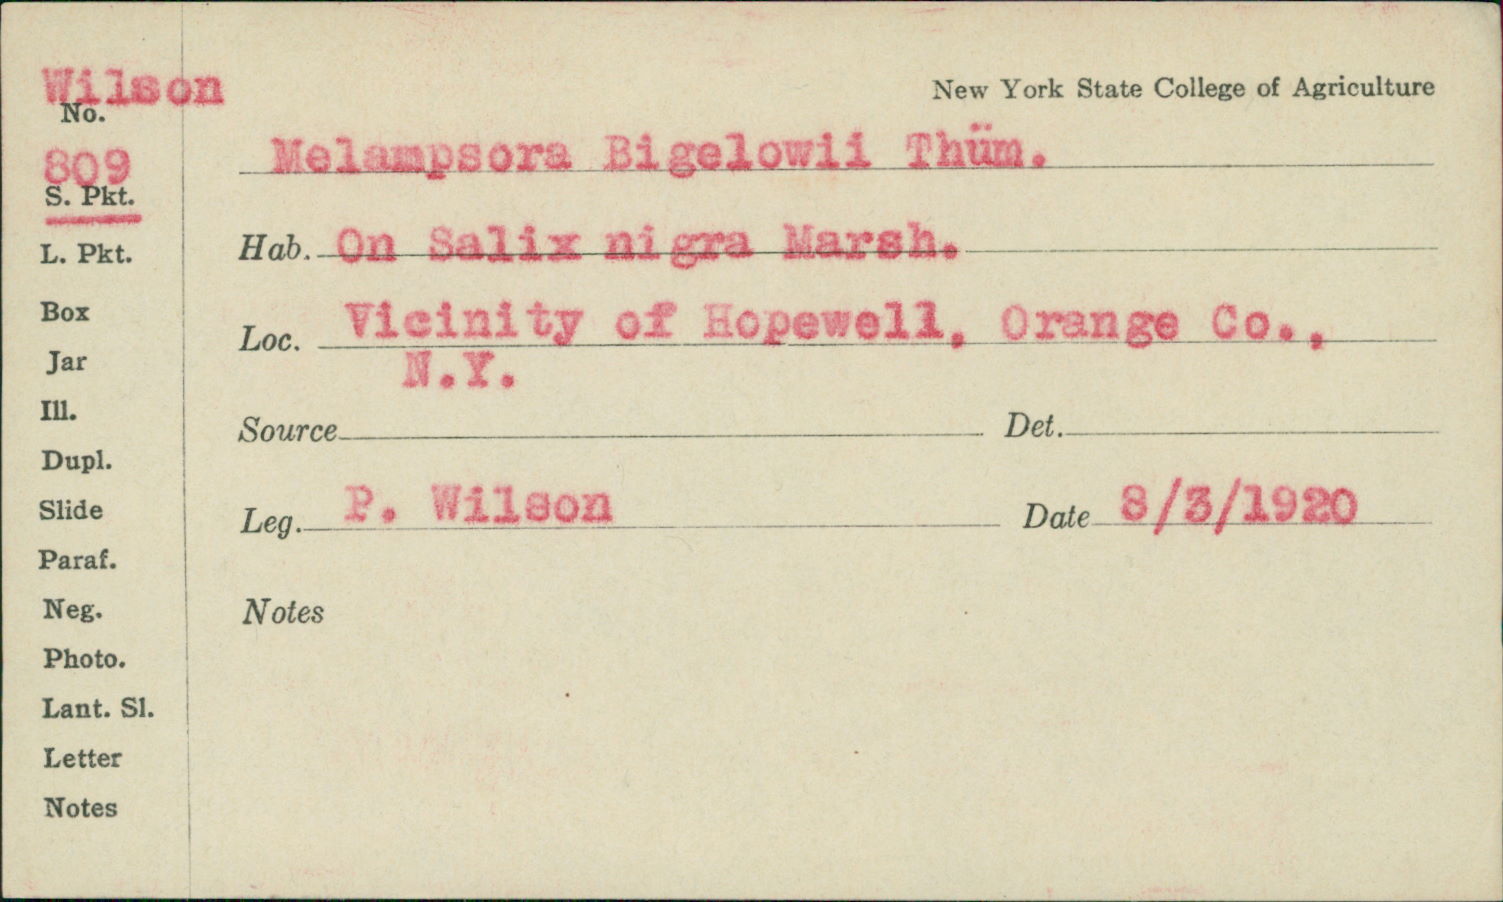 Wilson
No.
809
S. Pkt.
L. Pkt.
Box
Jar
Ill.
Dupl.
Slide
Paraf.
Neg.
Photo.
Lant. Sl.
Letter
Notes
New York State College of Agriculture
Melampsora Bigelowii Thüm.
Hab. On Salix nigra Marsh.
Loc. Vicinity of Hopewell, Orange Co.,
N.Y.
Source Det.
Leg. P. Wilson Date 8/3/1920
Notes